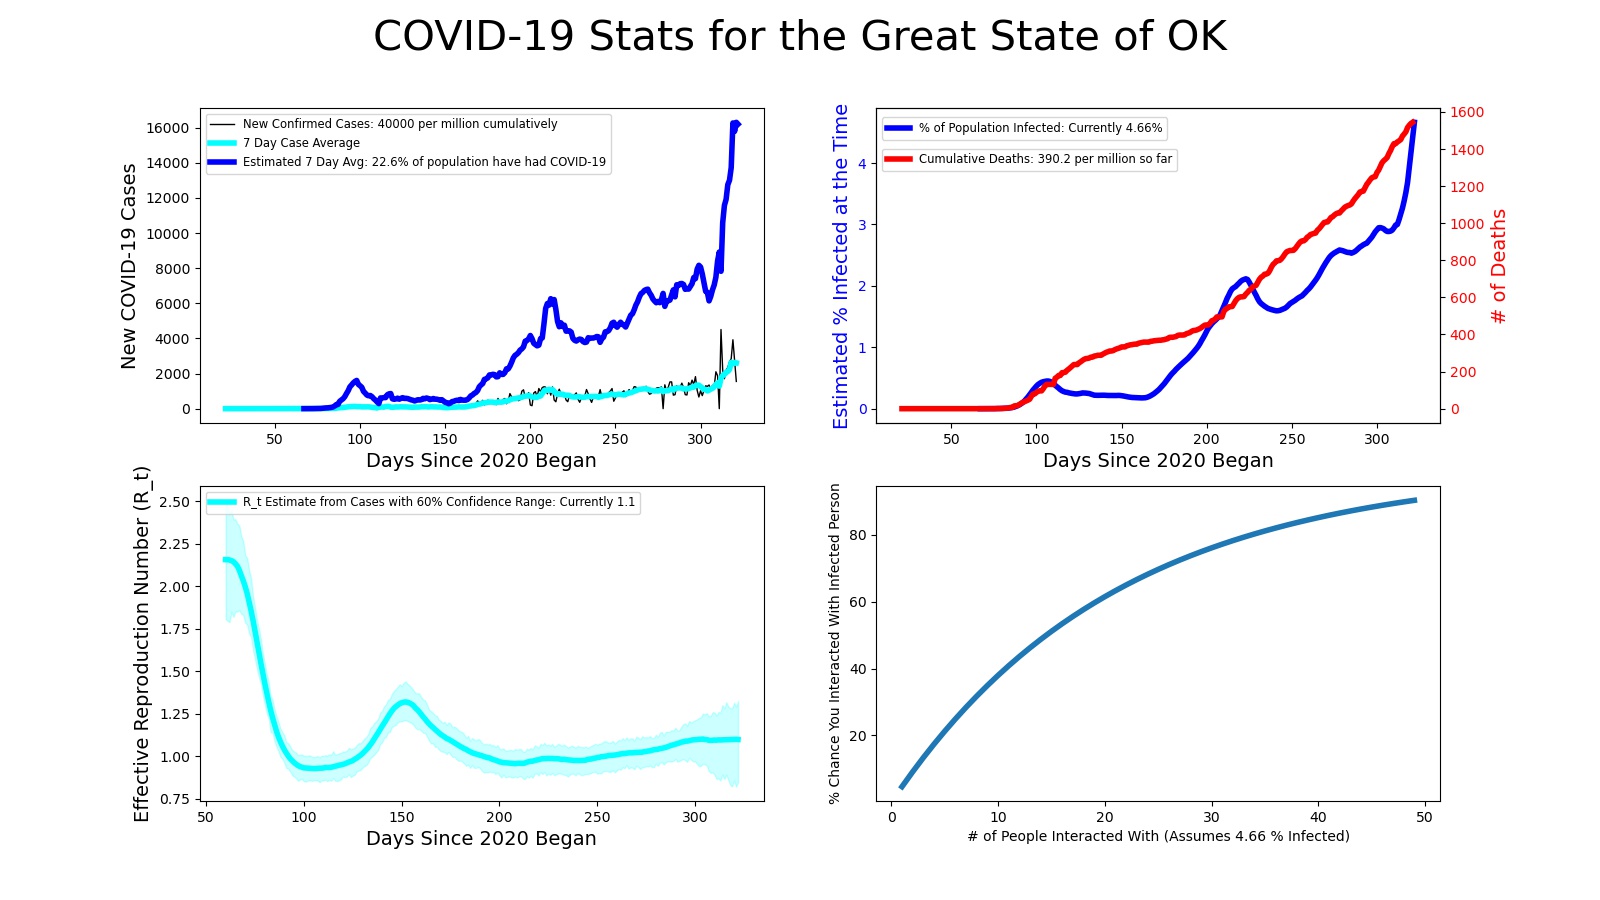 COVID-19 Stats for the Great State of OK
New COVID-19 Cases
16000
14000
12000
10000
8000
6000
4000
2000
0
New Confirmed Cases: 40000 per million cumulatively
7 Day Case Average
Estimated 7 Day Avg: 22.6% of population have had COVID-19
50 100 150 200 250 300
Days Since 2020 Began
Estimated % Infected at the Time
4
3
2
1
0
% of Population Infected: Currently 4.66%
Cumulative Deaths: 390.2 per million so far
1600
1400
1200
1000
800
600
400
200
0
# of Deaths
50 100 150 200 250 300
Days Since 2020 Began
Effective Reproduction Number (R_t)
2.50
2.25
2.00
1.75
1.50
1.25
1.00
0.75
R_t Estimate from Cases with 60% Confidence Range: Currently 1.1
50 100 150 200 250 300
Days Since 2020 Began
% Chance You Interacted With Infected Person
80
60
40
20
0 10 20 30 40 50
# of People Interacted With (Assumes 4.66 % Infected)